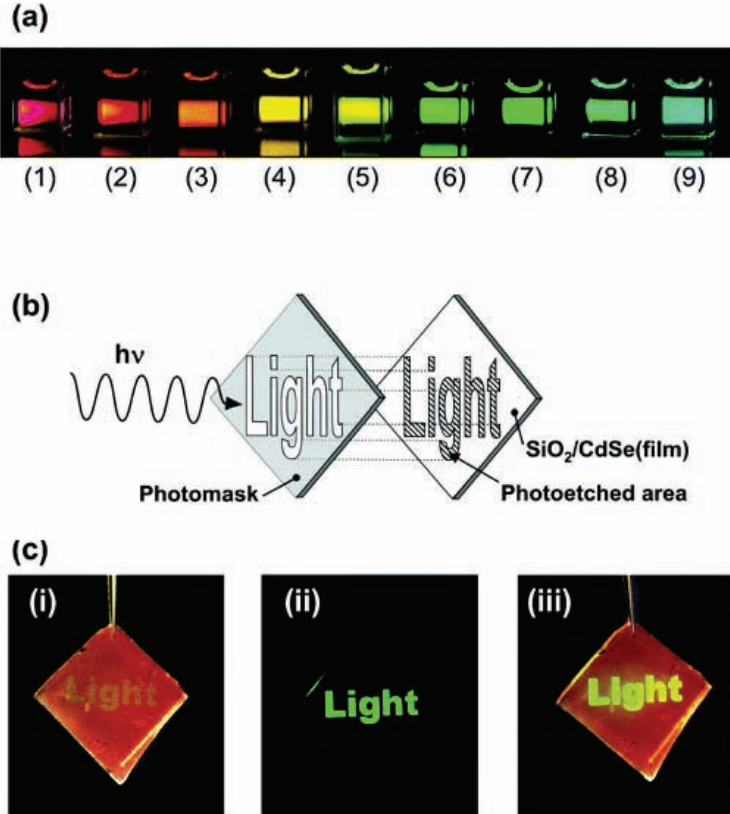 (a)
(1) (2) (3) (4) (5) (6) (7) (8) (9)
(b)
hν
Light Light
SiO₂/CdSe(film)
Photomask Photoetched area
(c)
(i) (ii) (iii)
Light Light Light